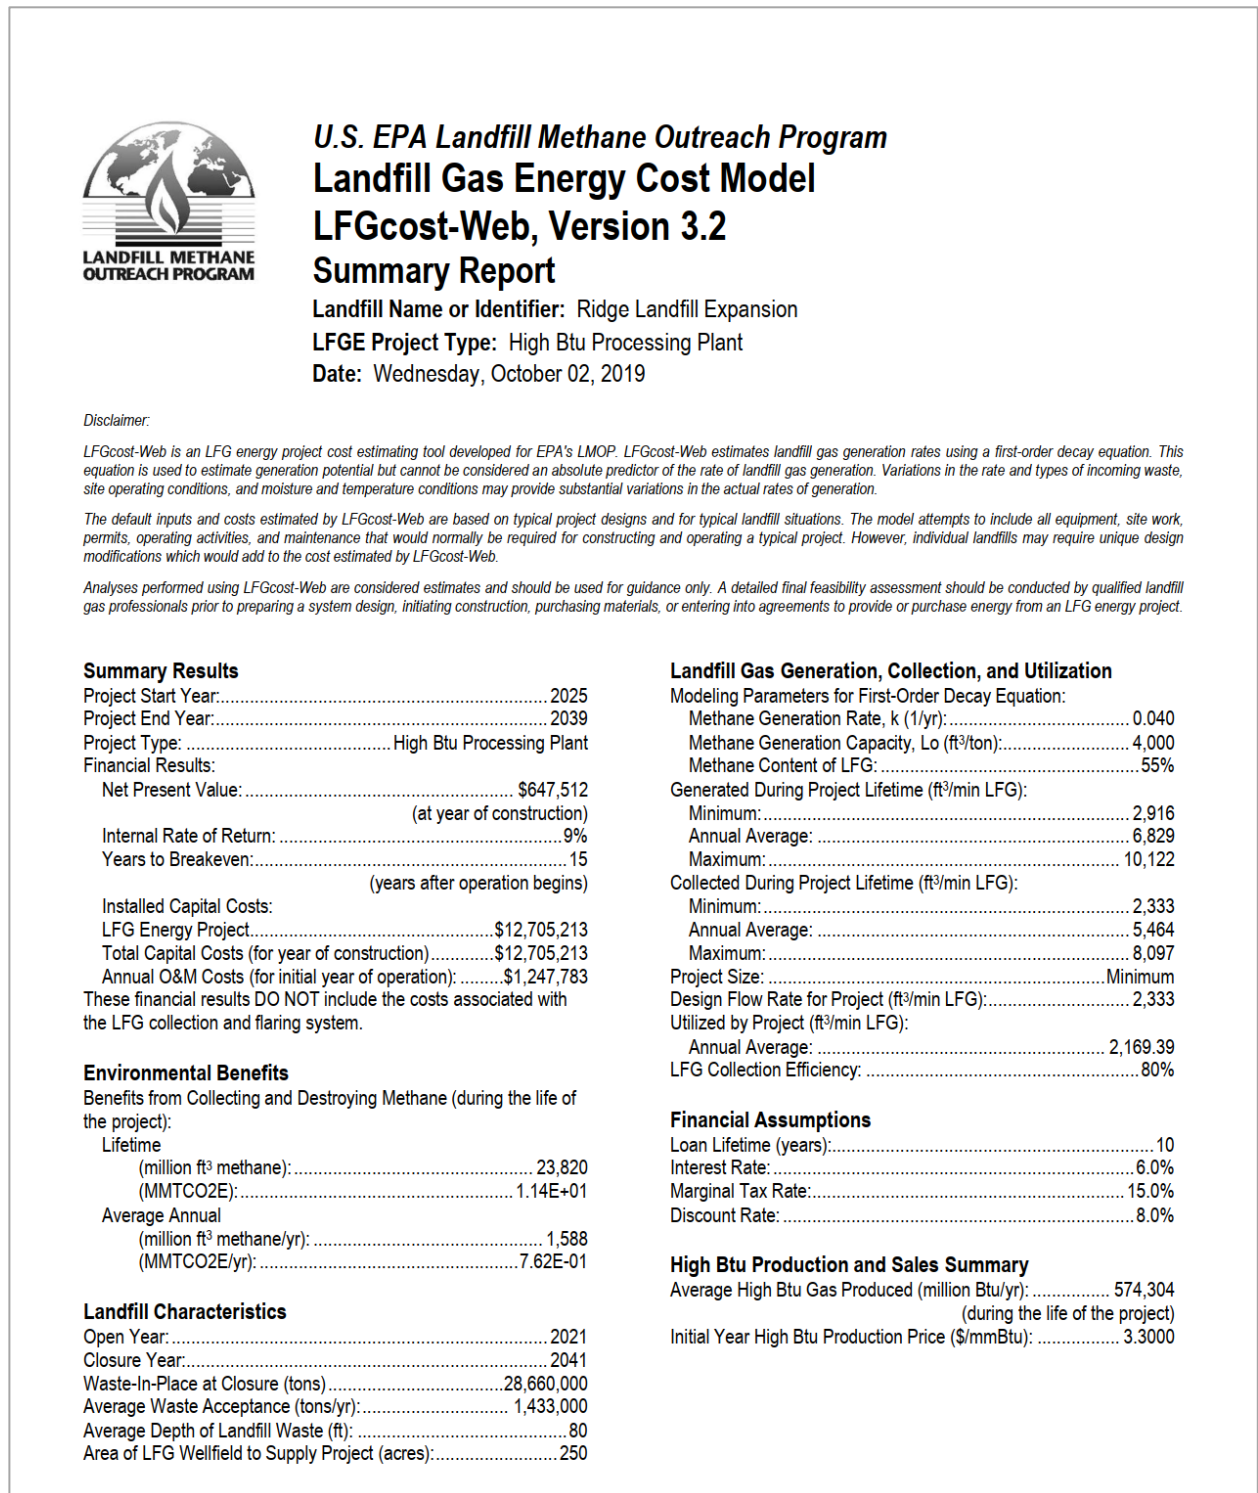 LANDFILL METHANE
OUTREACH PROGRAM
U.S. EPA Landfill Methane Outreach Program
Landfill Gas Energy Cost Model
LFGcost-Web, Version 3.2
Summary Report
Landfill Name or Identifier: Ridge Landfill Expansion
LFGE Project Type: High Btu Processing Plant
Date: Wednesday, October 02, 2019
Disclaimer:
LFGcost-Web is an LFG energy project cost estimating tool developed for EPA's LMOP. LFGcost-Web estimates landfill gas generation rates using a first-order decay equation. This
equation is used to estimate generation potential but cannot be considered an absolute predictor of the rate of landfill gas generation. Variations in the rate and types of incoming waste,
site operating conditions, and moisture and temperature conditions may provide substantial variations in the actual rates of generation.
The default inputs and costs estimated by LFGcost-Web are based on typical project designs and for typical landfill situations. The model attempts to include all equipment, site work,
permits, operating activities, and maintenance that would normally be required for constructing and operating a typical project. However, individual landfills may require unique design
modifications which would add to the cost estimated by LFGcost-Web.
Analyses performed using LFGcost-Web are considered estimates and should be used for guidance only. A detailed final feasibility assessment should be conducted by qualified landfill
gas professionals prior to preparing a system design, initiating construction, purchasing materials, or entering into agreements to provide or purchase energy from an LFG energy project.
Summary Results
Project Start Year:.......... 2025
Project End Year:.......... 2039
Project Type: .......... High Btu Processing Plant
Financial Results:
Net Present Value: .......... $647,512
(at year of construction)
Internal Rate of Return: .......... 9%
Years to Breakeven:.......... 15
(years after operation begins)
Installed Capital Costs:
LFG Energy Project.......... $12,705,213
Total Capital Costs (for year of construction).......... $12,705,213
Annual O&M Costs (for initial year of operation): .......... $1,247,783
These financial results DO NOT include the costs associated with
the LFG collection and flaring system.
Environmental Benefits
Benefits from Collecting and Destroying Methane (during the life of
the project):
Lifetime
(million ft³ methane): .......... 23,820
(MMTCO2E): .......... 1.14E+01
Average Annual
(million ft³ methane/yr): .......... 1,588
(MMTCO2E/yr): .......... 7.62E-01
Landfill Characteristics
Open Year: .......... 2021
Closure Year:.......... 2041
Waste-In-Place at Closure (tons) .......... 28,660,000
Average Waste Acceptance (tons/yr): .......... 1,433,000
Average Depth of Landfill Waste (ft): .......... 80
Area of LFG Wellfield to Supply Project (acres):.......... 250
Landfill Gas Generation, Collection, and Utilization
Modeling Parameters for First-Order Decay Equation:
Methane Generation Rate, k (1/yr): .......... 0.040
Methane Generation Capacity, Lo (ft³/ton):.......... 4,000
Methane Content of LFG: .......... 55%
Generated During Project Lifetime (ft³/min LFG):
Minimum: .......... 2,916
Annual Average: .......... 6,829
Maximum: .......... 10,122
Collected During Project Lifetime (ft³/min LFG):
Minimum: .......... 2,333
Annual Average: .......... 5,464
Maximum: .......... 8,097
Project Size: .......... Minimum
Design Flow Rate for Project (ft³/min LFG):.......... 2,333
Utilized by Project (ft³/min LFG):
Annual Average: .......... 2,169.39
LFG Collection Efficiency: .......... 80%
Financial Assumptions
Loan Lifetime (years):.......... 10
Interest Rate: .......... 6.0%
Marginal Tax Rate:.......... 15.0%
Discount Rate: .......... 8.0%
High Btu Production and Sales Summary
Average High Btu Gas Produced (million Btu/yr): .......... 574,304
(during the life of the project)
Initial Year High Btu Production Price ($/mmBtu): .......... 3.3000